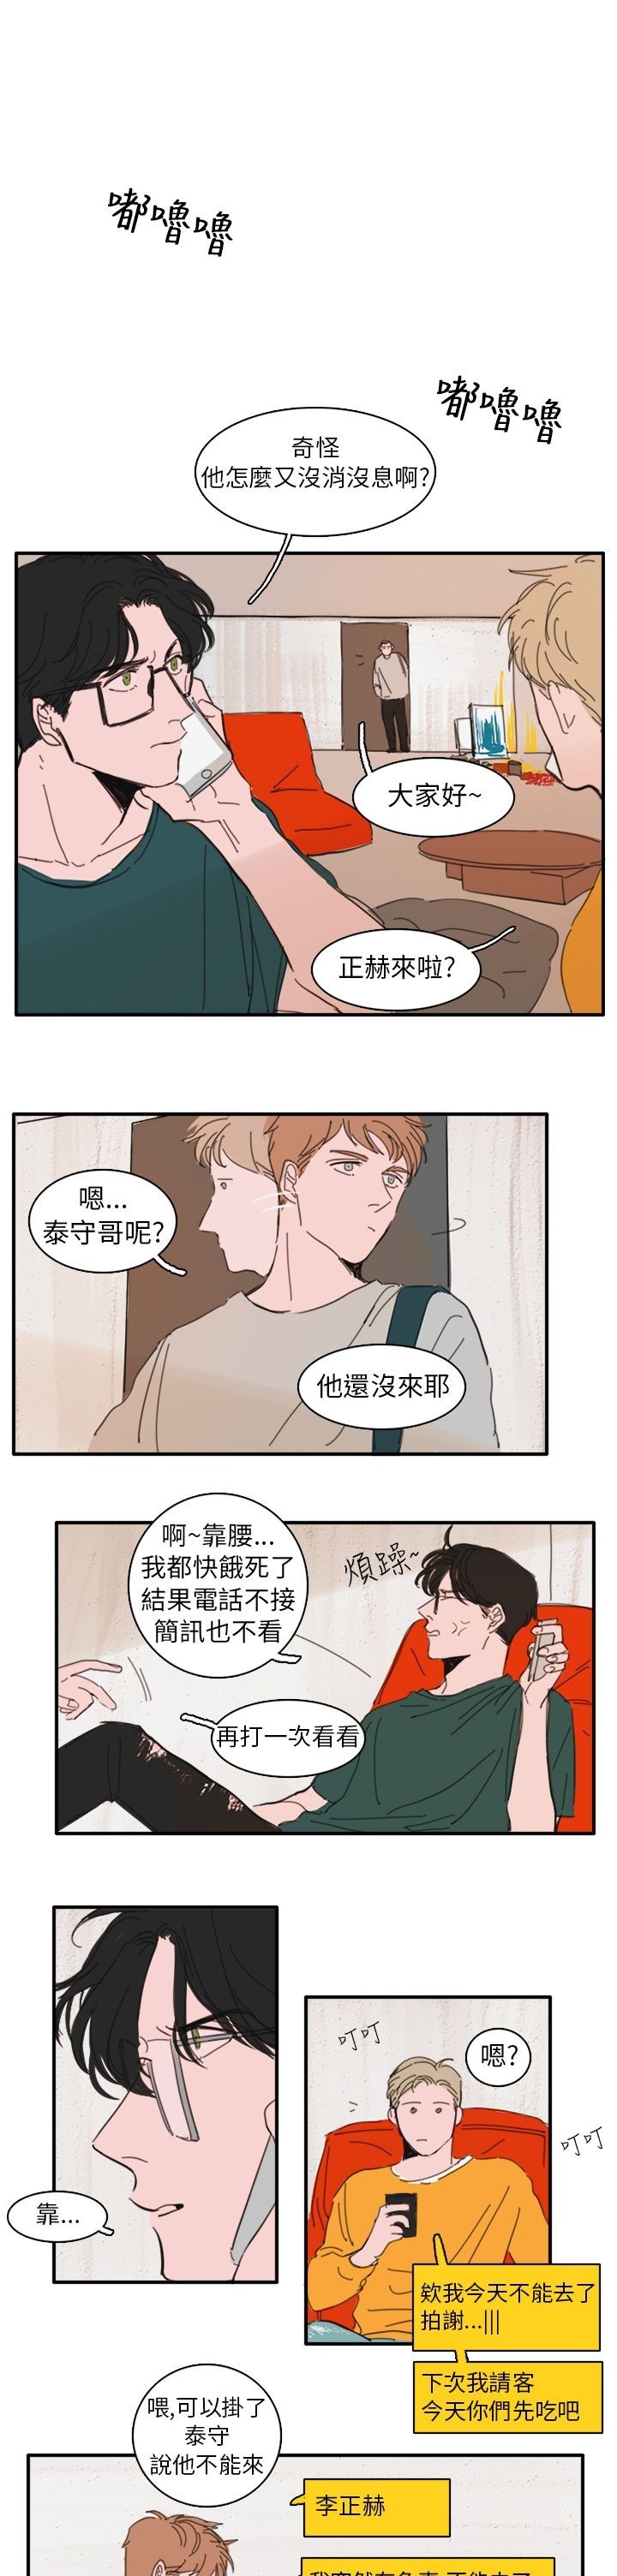 嘟嚕嚕
嘟嚕嚕
奇怪
他怎麼又沒消沒息啊?
大家好~
正赫來啦?
嗯...
泰守哥呢?
他還沒來耶
啊~靠腰...
我都快餓死了
結果電話不接
簡訊也不看
煩躁~
再打一次看看
靠...
叮叮
嗯?
叮叮
欸我今天不能去了
拍謝...|||
下次我請客
今天你們先吃吧
喂,可以掛了
泰守
說他不能來
李正赫